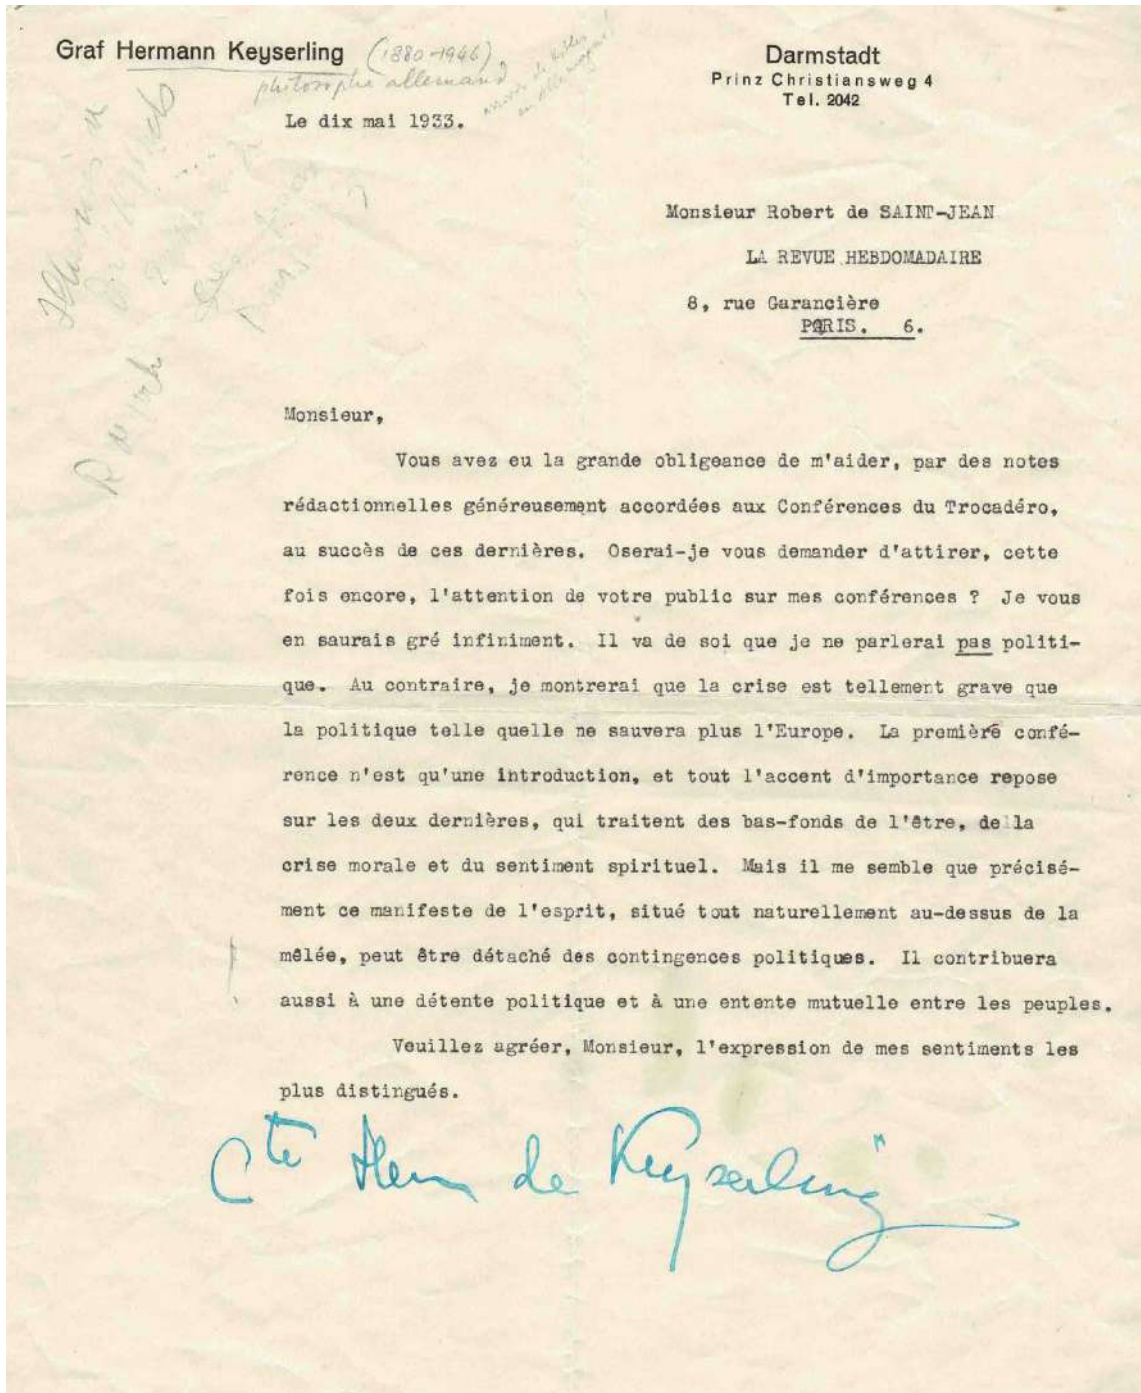 Graf Hermann Keyserling (1880-1946)
philosophe allemand
Darmstadt
Prinz Christiansweg 4
Tel. 2042
Le dix mai 1933.
Monsieur Robert de SAINT-JEAN
LA REVUE HEBDOMADAIRE
8, rue Garancière
PARIS. 6.
Monsieur,
Vous avez eu la grande obligeance de m'aider, par des notes
rédactionnelles généreusement accordées aux Conférences du Trocadéro,
au succès de ces dernières. Oserai-je vous demander d'attirer, cette
fois encore, l'attention de votre public sur mes conférences ? Je vous
en saurais gré infiniment. Il va de soi que je ne parlerai pas politi-
que. Au contraire, je montrerai que la crise est tellement grave que
la politique telle quelle ne sauvera plus l'Europe. La première confé-
rence n'est qu'une introduction, et tout l'accent d'importance repose
sur les deux dernières, qui traitent des bas-fonds de l'être, de la
crise morale et du sentiment spirituel. Mais il me semble que précisé-
ment ce manifeste de l'esprit, situé tout naturellement au-dessus de la
mêlée, peut être détaché des contingences politiques. Il contribuera
aussi à une détente politique et à une entente mutuelle entre les peuples.
Veuillez agréer, Monsieur, l'expression de mes sentiments les
plus distingués.
Cte Herm de Keyserling